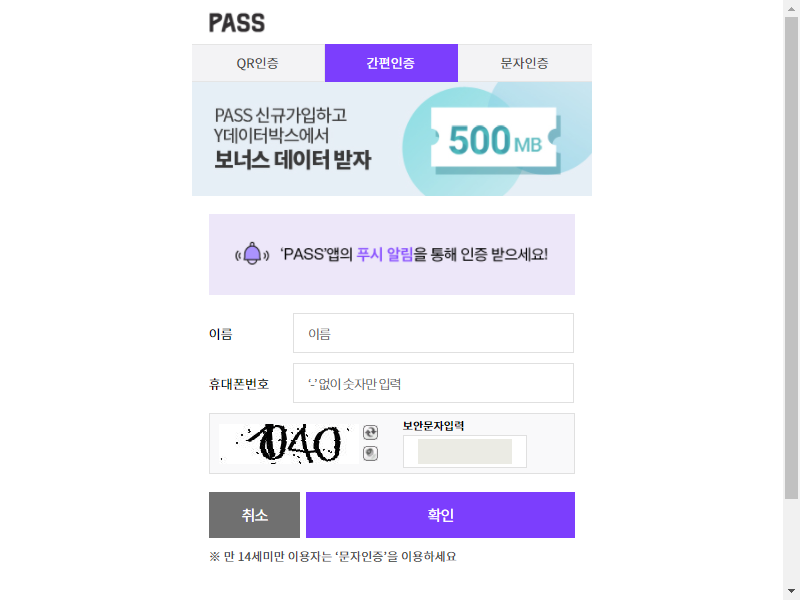 PASS
QR인증
간편인증
문자인증
PASS 신규가입하고
Y데이터박스에서
보너스 데이터 받자
500MB
‘PASS’앱의 푸시 알림을 통해 인증 받으세요!
이름
이름
휴대폰번호
‘-’ 없이 숫자만 입력
보안문자입력
취소
확인
※ 만 14세미만 이용자는 ‘문자인증’을 이용하세요